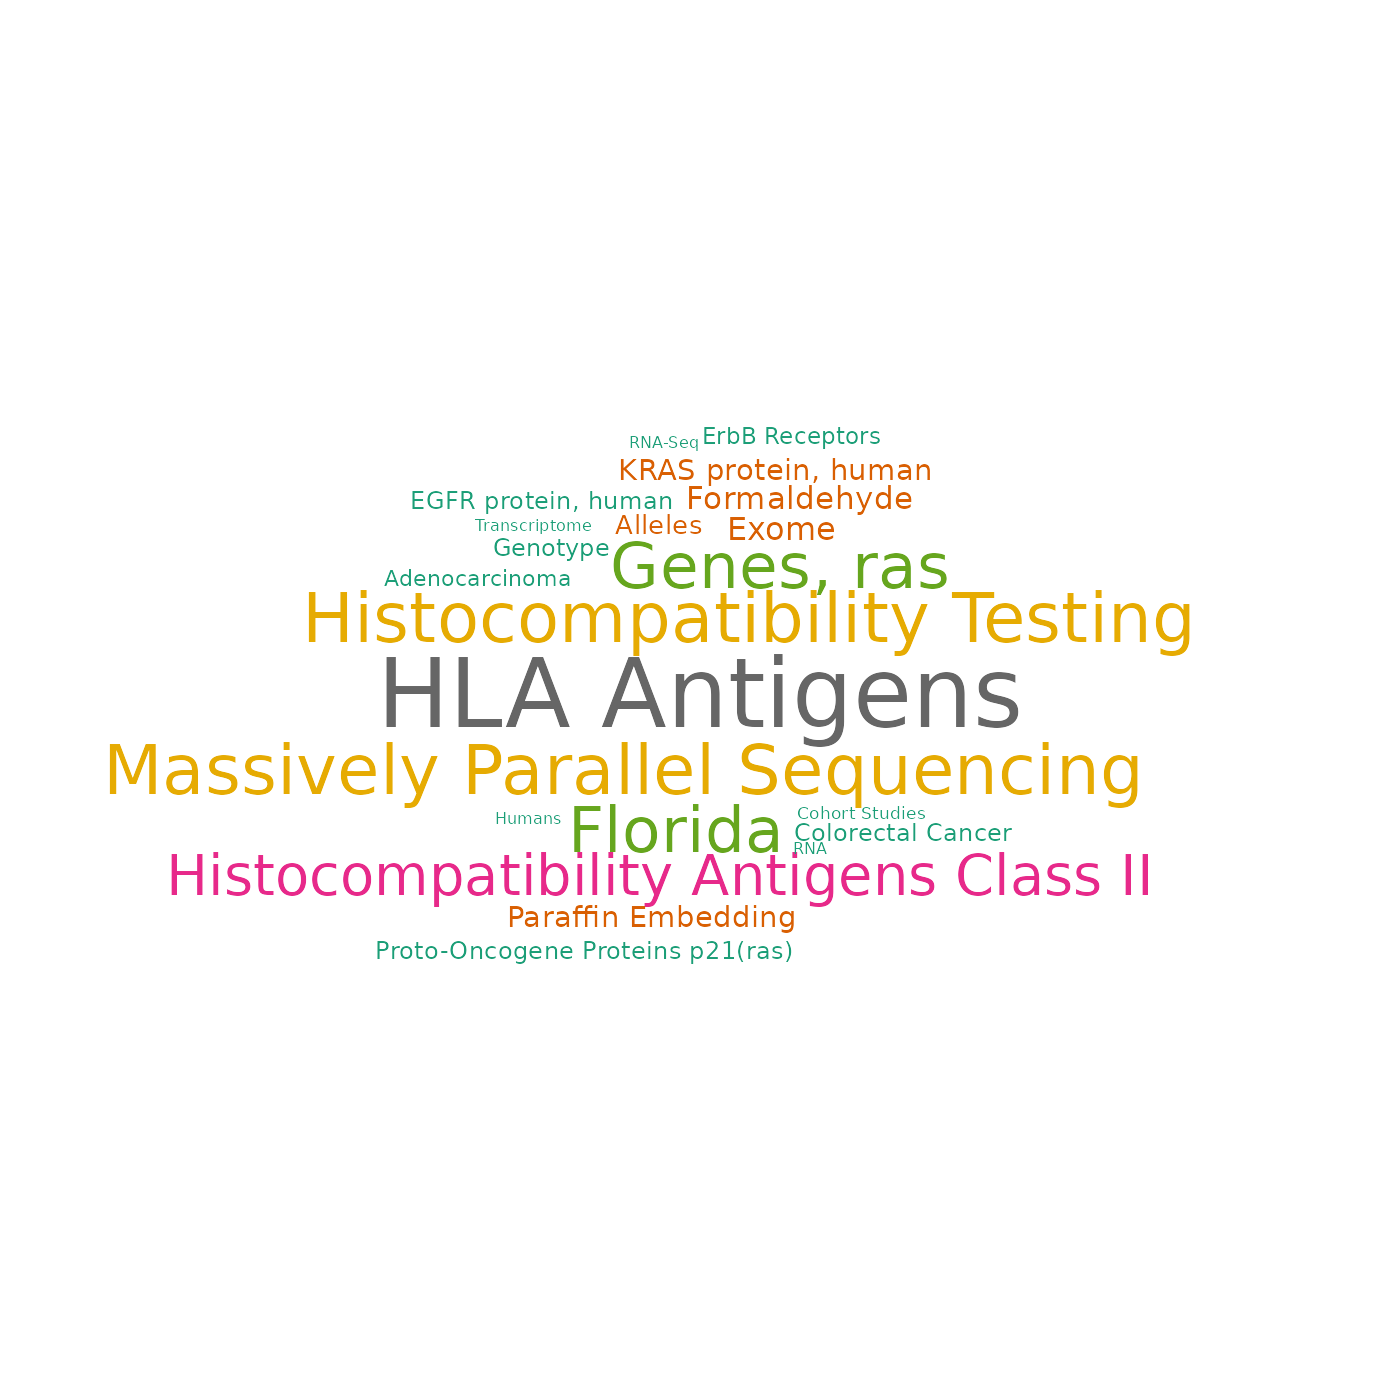 RNA-Seq ErbB Receptors
KRAS protein, human
EGFR protein, human Formaldehyde
Transcriptome Alleles Exome
Genotype Genes, ras
Adenocarcinoma
Histocompatibility Testing
HLA Antigens
Massively Parallel Sequencing
Humans Florida Cohort Studies
Colorectal Cancer
RNA
Histocompatibility Antigens Class II
Paraffin Embedding
Proto-Oncogene Proteins p21(ras)